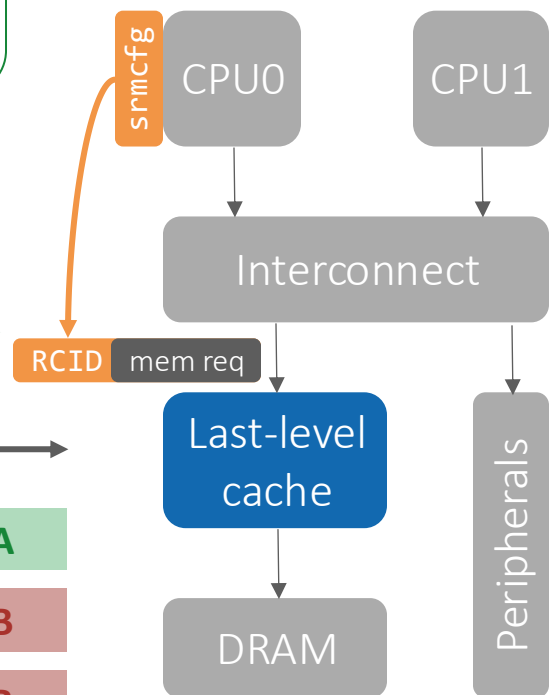 srmcfg
CPU0
CPU1
Interconnect
RCID
mem req
Last-level
cache
A
B
Peripherals
DRAM